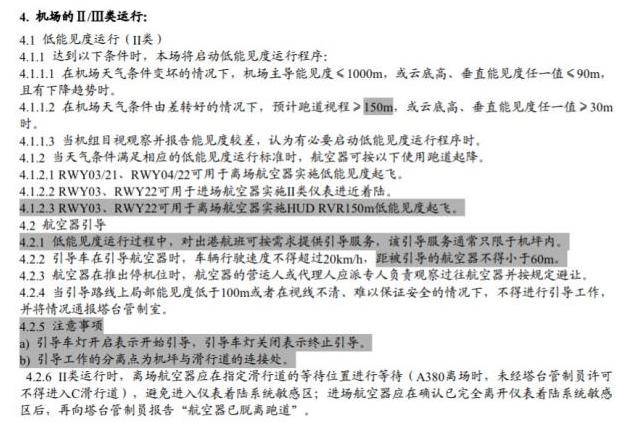 4. 机场的Ⅱ/Ⅲ类运行:
4.1 低能见度运行（II类）
4.1.1 达到以下条件时，本场将启动低能见度运行程序：
4.1.1.1 在机场天气条件变坏的情况下，机场主导能见度≤1000m，或云底高、垂直能见度任一值≤90m，
且有下降趋势时。
4.1.1.2 在机场天气条件由差转好的情况下，预计跑道视程≥150m，或云底高、垂直能见度任一值≥30m
时。
4.1.1.3 当机组目视观察并报告能见度较差，认为有必要启动低能见度运行程序时。
4.1.2 当天气条件满足相应的低能见度运行标准时，航空器可按以下使用跑道起降。
4.1.2.1 RWY03/21、RWY04/22可用于离场航空器实施低能见度起飞。
4.1.2.2 RWY03、RWY22可用于进场航空器实施II类仪表进近着陆。
4.1.2.3 RWY03、RWY22可用于离场航空器实施HUD RVR150m低能见度起飞。
4.2 航空器引导
4.2.1 低能见度运行过程中，对出港航班可按需求提供引导服务，该引导服务通常只限于机坪内。
4.2.2 引导车在引导航空器时，车辆行驶速度不得超过20km/h，距被引导的航空器不得小于60m。
4.2.3 航空器在推出停机位时，航空器的营运人或代理人应派专人负责观察过往航空器并按规定避让。
4.2.4 当引导路线上局部能见度低于100m或者在视线不清、难以保证安全的情况下，不得进行引导工作，
并将情况通报塔台管制室。
4.2.5 注意事项
a) 引导车灯开启表示开始引导，引导车灯关闭表示终止引导。
b) 引导工作的分离点为机坪与滑行道的连接处。
4.2.6 II类运行时，离场航空器应在指定滑行道的等待位置进行等待（A380离场时，未经塔台管制员许可
不得进入C滑行道），避免进入仪表着陆系统敏感区；进场航空器应在确认已完全离开仪表着陆系统敏感
区后，再向塔台管制员报告“航空器已脱离跑道”。